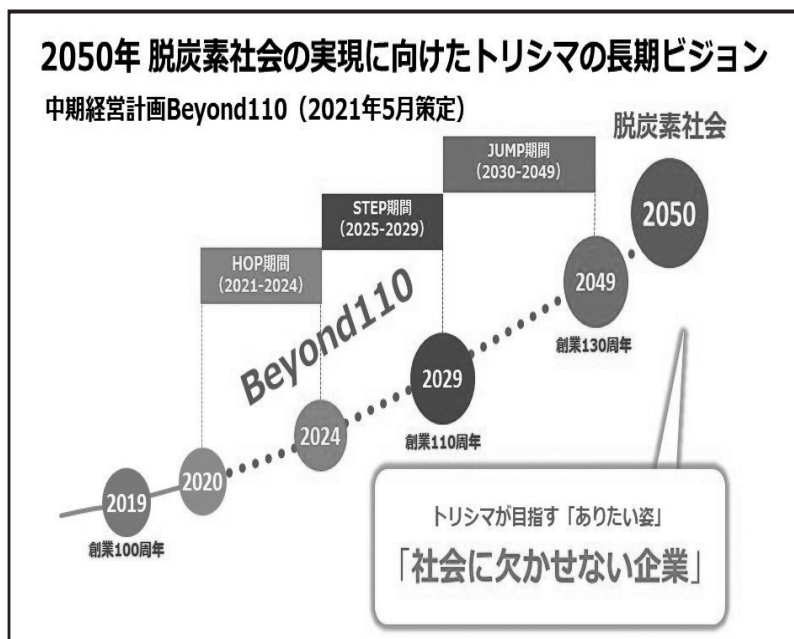 2050年 脱炭素社会の実現に向けたトリシマの長期ビジョン
中期経営計画Beyond110（2021年5月策定）
脱炭素社会
JUMP期間
（2030-2049）
STEP期間
（2025-2029）
HOP期間
（2021-2024）
Beyond110
2050
2049
創業130周年
2029
創業110周年
2024
2020
2019
創業100周年
トリシマが目指す「ありたい姿」
「社会に欠かせない企業」